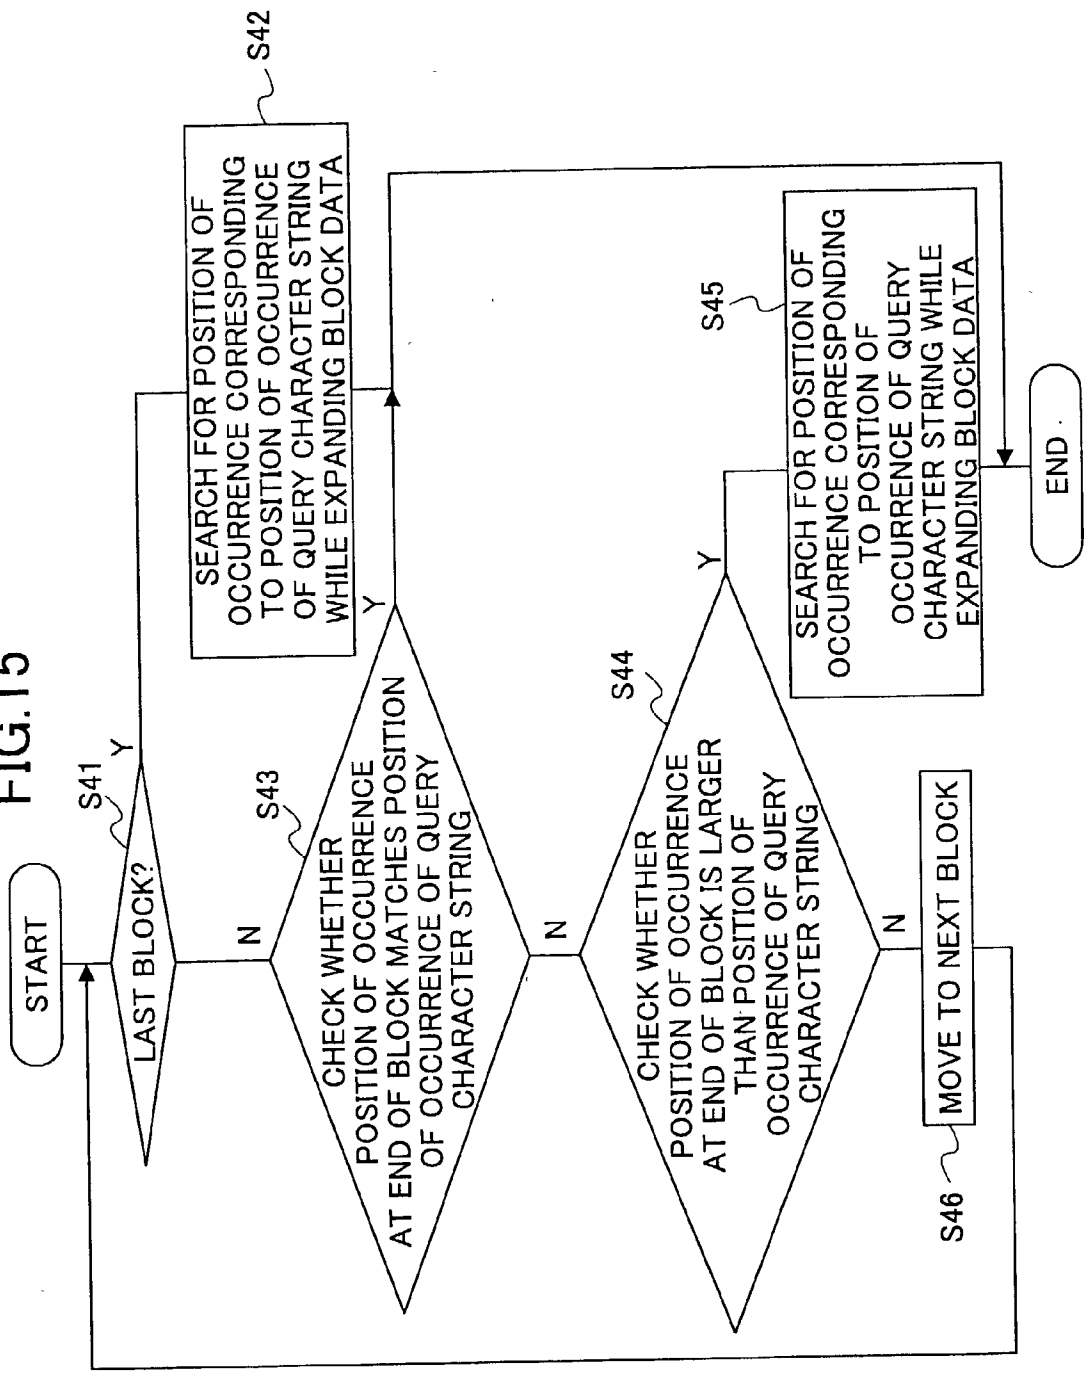 FIG.15
START
LAST BLOCK?
S41
Y
N
SEARCH FOR POSITION OF
OCCURRENCE CORRESPONDING
TO POSITION OF OCCURRENCE
OF QUERY CHARACTER STRING
WHILE EXPANDING BLOCK DATA
S42
CHECK WHETHER
POSITION OF OCCURRENCE
AT END OF BLOCK MATCHES POSITION
OF OCCURRENCE OF QUERY
CHARACTER STRING
S43
Y
N
CHECK WHETHER
POSITION OF OCCURRENCE
AT END OF BLOCK IS LARGER
THAN POSITION OF
OCCURRENCE OF QUERY
CHARACTER STRING
S44
Y
N
SEARCH FOR POSITION OF
OCCURRENCE CORRESPONDING
TO POSITION OF
OCCURRENCE OF QUERY
CHARACTER STRING WHILE
EXPANDING BLOCK DATA
S45
S46
MOVE TO NEXT BLOCK
END